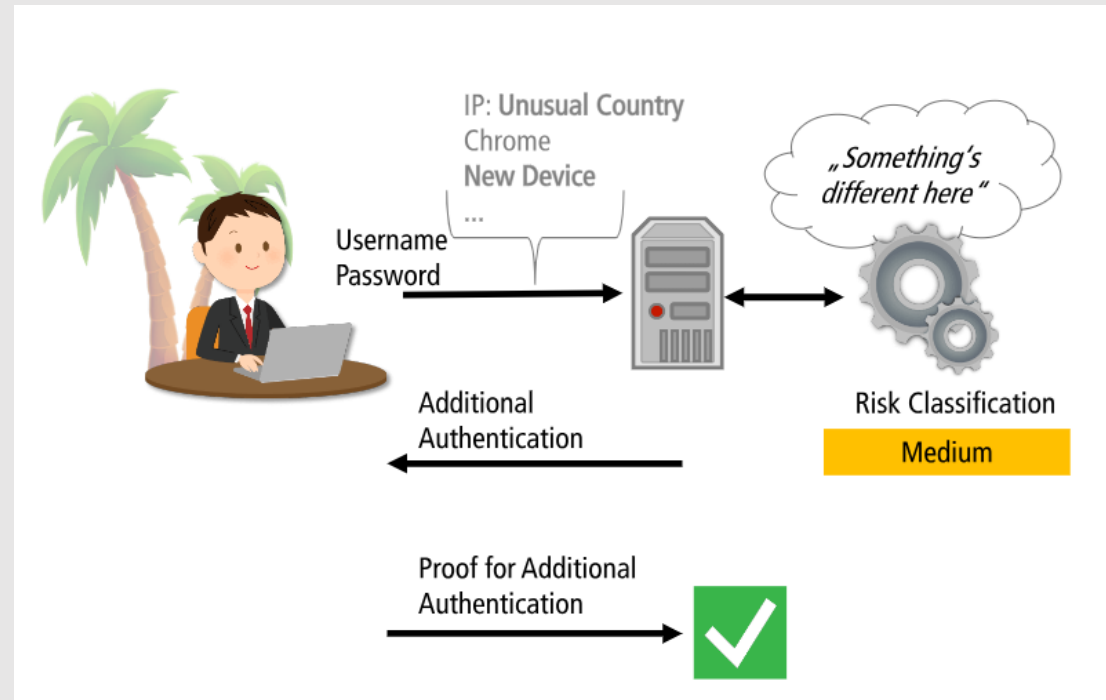 IP: Unusual Country
Chrome
New Device
...
Username
Password
„Something's
different here“
Additional
Authentication
Risk Classification
Medium
Proof for Additional
Authentication